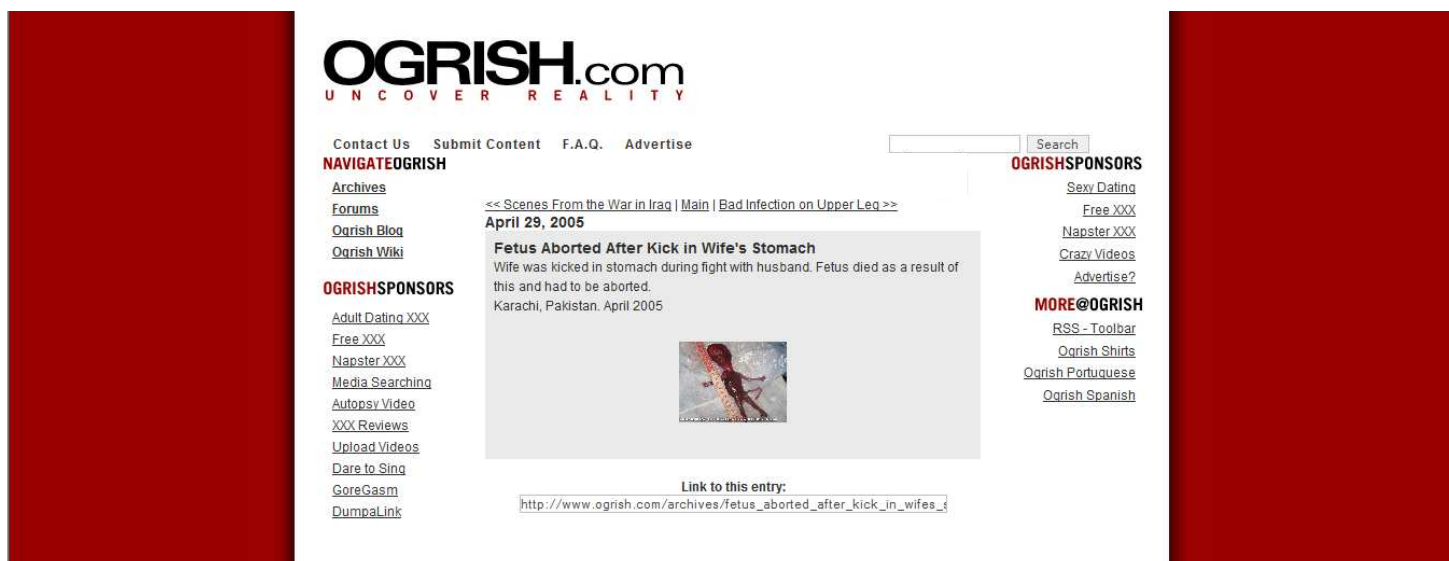 OGRISH.com
UNCOVER REALITY
Contact Us Submit Content F.A.Q. Advertise
Search
NAVIGATEOGRISH
Archives
Forums
Ogrish Blog
Ogrish Wiki
OGRISHSPONSORS
Adult Dating XXX
Free XXX
Napster XXX
Media Searching
Autopsy Video
XXX Reviews
Upload Videos
Dare to Sing
GoreGasm
DumpaLink
<< Scenes From the War in Iraq | Main | Bad Infection on Upper Leg >>
April 29, 2005
Fetus Aborted After Kick in Wife's Stomach
Wife was kicked in stomach during fight with husband. Fetus died as a result of
this and had to be aborted.
Karachi, Pakistan. April 2005
Link to this entry:
http://www.ogrish.com/archives/fetus_aborted_after_kick_in_wifes_s
OGRISHSPONSORS
Sexy Dating
Free XXX
Napster XXX
Crazy Videos
Advertise?
MORE@OGRISH
RSS - Toolbar
Ogrish Shirts
Ogrish Portuguese
Ogrish Spanish